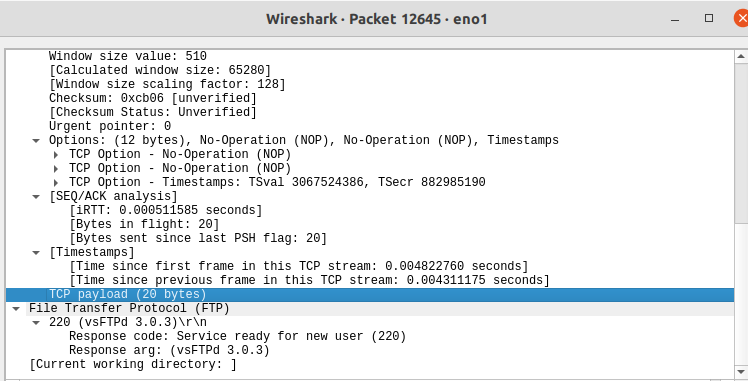 Wireshark · Packet 12645 · eno1
Window size value: 510
[Calculated window size: 65280]
[Window size scaling factor: 128]
Checksum: 0xcb06 [unverified]
[Checksum Status: Unverified]
Urgent pointer: 0
Options: (12 bytes), No-Operation (NOP), No-Operation (NOP), Timestamps
TCP Option - No-Operation (NOP)
TCP Option - No-Operation (NOP)
TCP Option - Timestamps: TSval 3067524386, TSecr 882985190
[SEQ/ACK analysis]
[iRTT: 0.000511585 seconds]
[Bytes in flight: 20]
[Bytes sent since last PSH flag: 20]
[Timestamps]
[Time since first frame in this TCP stream: 0.004822760 seconds]
[Time since previous frame in this TCP stream: 0.004311175 seconds]
TCP payload (20 bytes)
File Transfer Protocol (FTP)
220 (vsFTPd 3.0.3)\r\n
Response code: Service ready for new user (220)
Response arg: (vsFTPd 3.0.3)
[Current working directory: ]